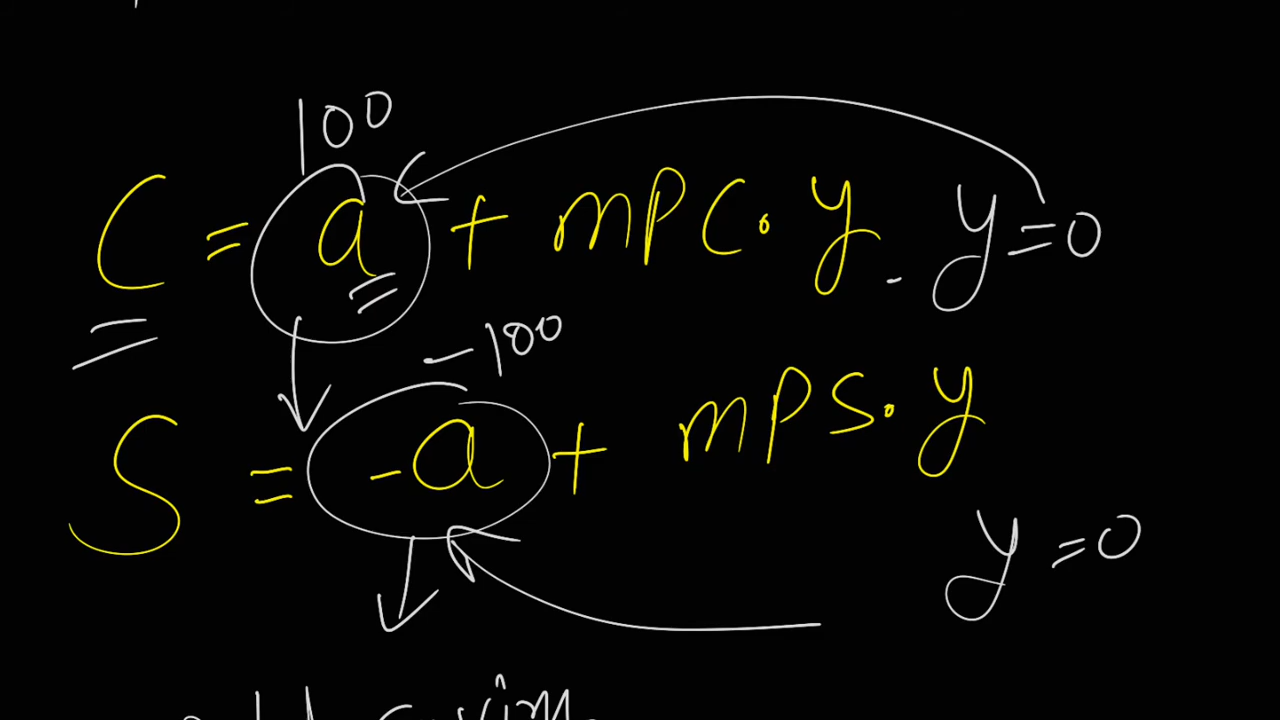 100
C = a + mPC. y - y=0
-100
S = -a + mPS. y
y=0